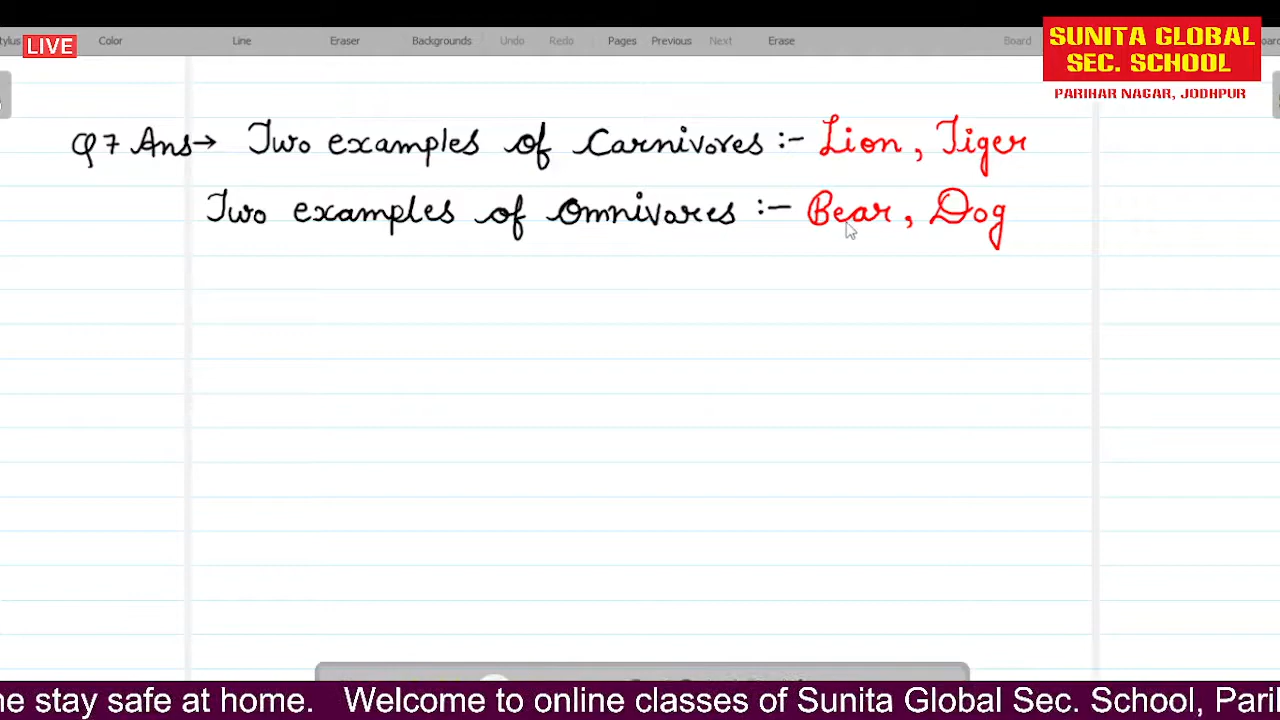 LIVE
Color Line Eraser Backgrounds Undo Redo Pages Previous Next Erase Board
SUNITA GLOBAL
SEC. SCHOOL
PARIHAR NAGAR, JODHPUR
Q 7 Ans → Two examples of Carnivores :- Lion, Tiger
Two examples of Omnivores :- Bear, Dog
stay safe at home. Welcome to online classes of Sunita Global Sec. School,